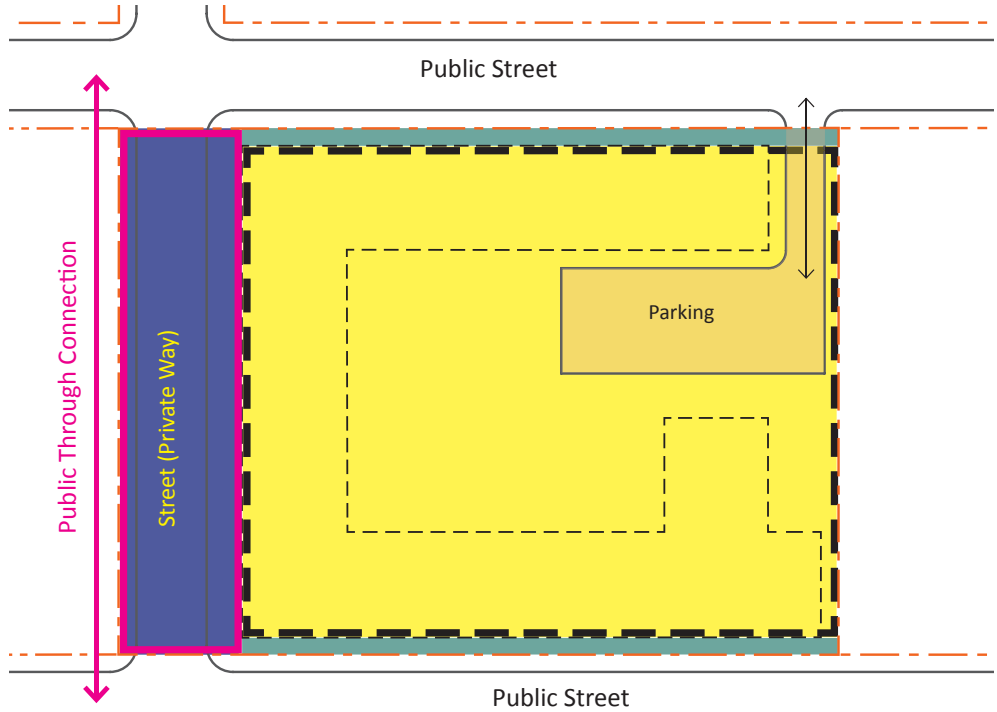 Public Street
Public Through Connection
Street (Private Way)
Parking
Public Street